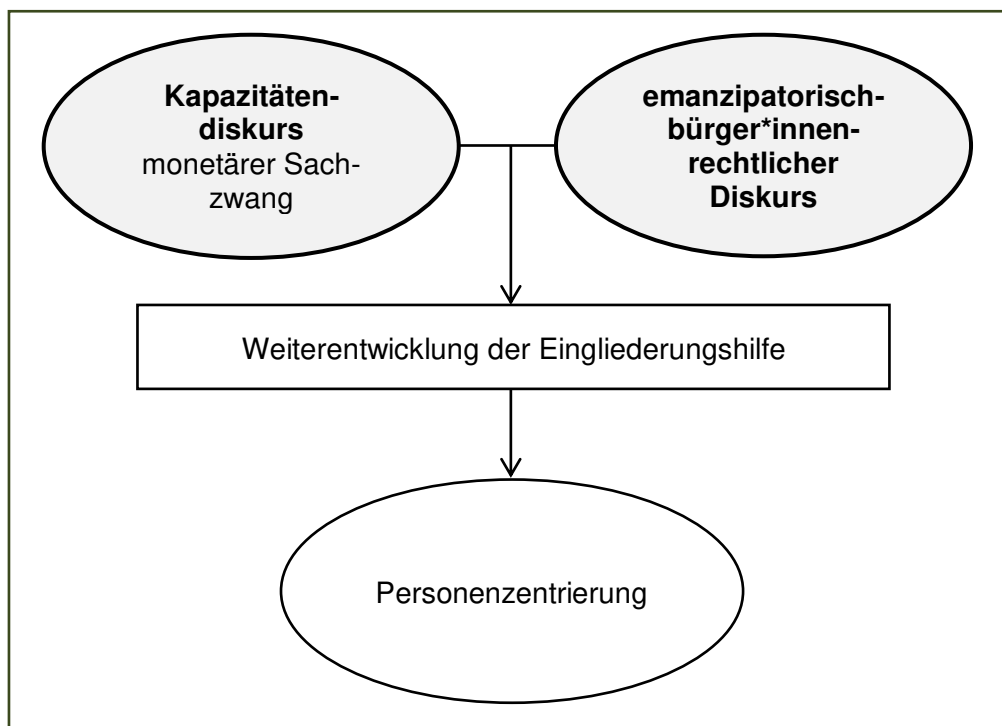 Kapazitäten-
diskurs
monetärer Sach-
zwang
emanzipatorisch-
bürger*innen-
rechtlicher
Diskurs
Weiterentwicklung der Eingliederungshilfe
Personenzentrierung